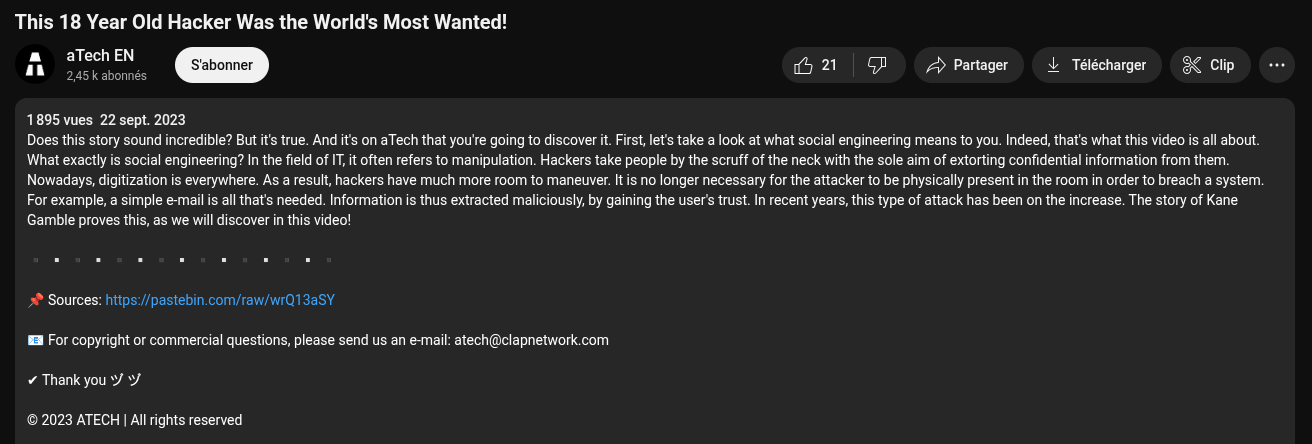 This 18 Year Old Hacker Was the World's Most Wanted!
aTech EN
2,45 k abonnés
S'abonner
21
Partager
Télécharger
Clip
1 895 vues 22 sept. 2023
Does this story sound incredible? But it's true. And it's on aTech that you're going to discover it. First, let's take a look at what social engineering means to you. Indeed, that's what this video is all about.
What exactly is social engineering? In the field of IT, it often refers to manipulation. Hackers take people by the scruff of the neck with the sole aim of extorting confidential information from them.
Nowadays, digitization is everywhere. As a result, hackers have much more room to maneuver. It is no longer necessary for the attacker to be physically present in the room in order to breach a system.
For example, a simple e-mail is all that's needed. Information is thus extracted maliciously, by gaining the user's trust. In recent years, this type of attack has been on the increase. The story of Kane
Gamble proves this, as we will discover in this video!
📌 Sources: https://pastebin.com/raw/wrQ13aSY
📧 For copyright or commercial questions, please send us an e-mail: atech@clapnetwork.com
✔ Thank you ヅ ヅ
© 2023 ATECH | All rights reserved